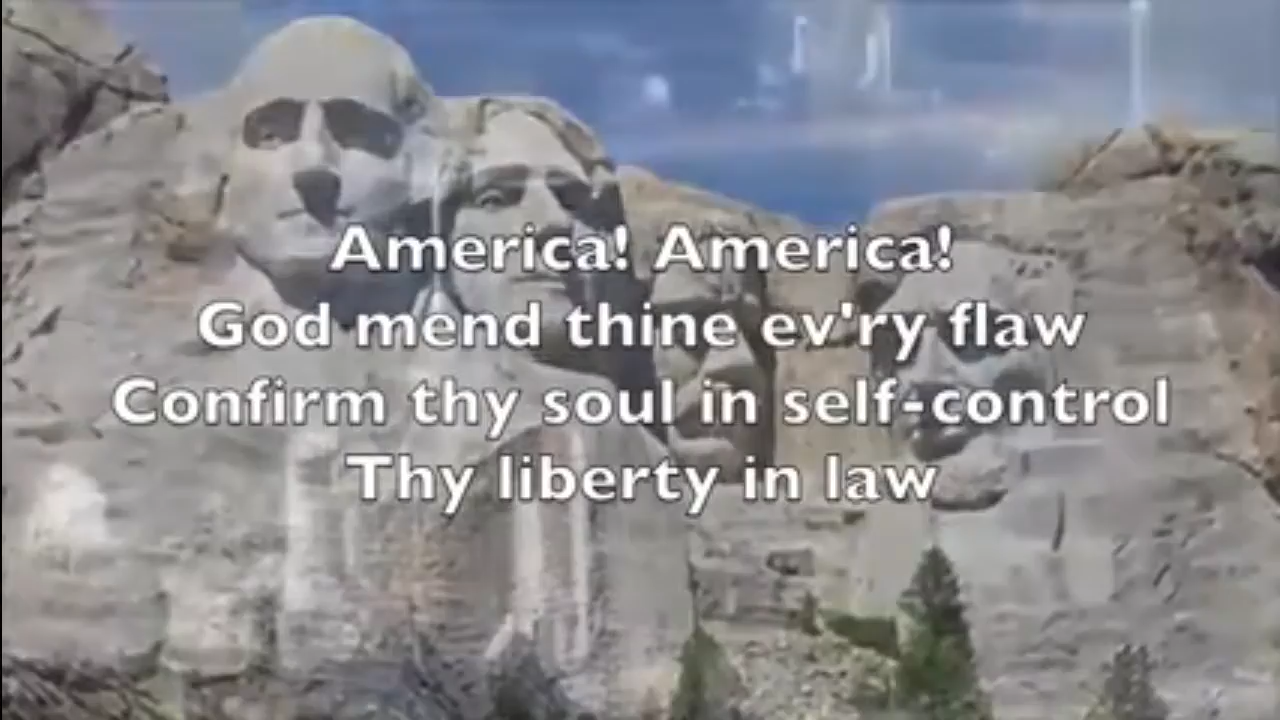 America! America!
God mend thine ev'ry flaw
Confirm thy soul in self-control
Thy liberty in law